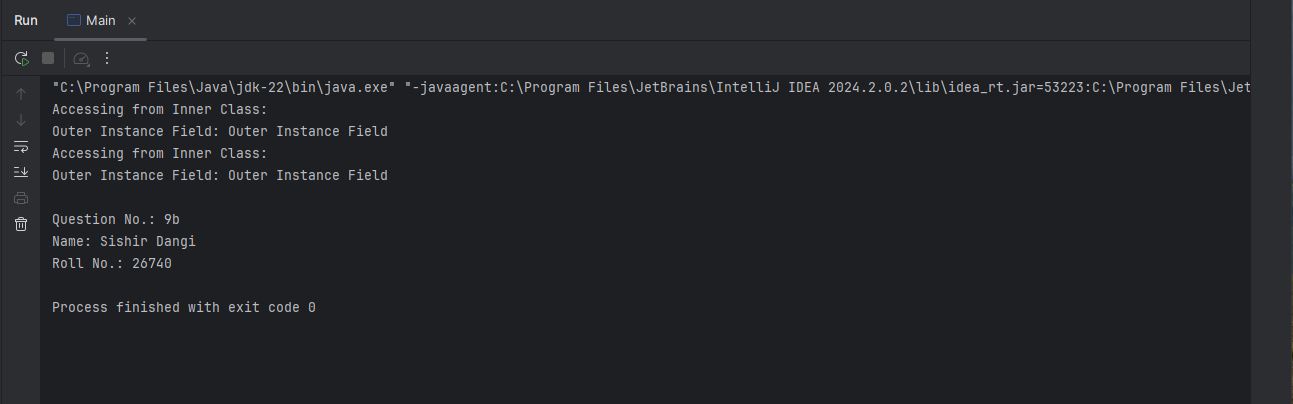 Run Main
"C:\Program Files\Java\jdk-22\bin\java.exe" "-javaagent:C:\Program Files\JetBrains\IntelliJ IDEA 2024.2.0.2\lib\idea_rt.jar=53223:C:\Program Files\Jet
Accessing from Inner Class:
Outer Instance Field: Outer Instance Field
Accessing from Inner Class:
Outer Instance Field: Outer Instance Field
Question No.: 9b
Name: Sishir Dangi
Roll No.: 26740
Process finished with exit code 0